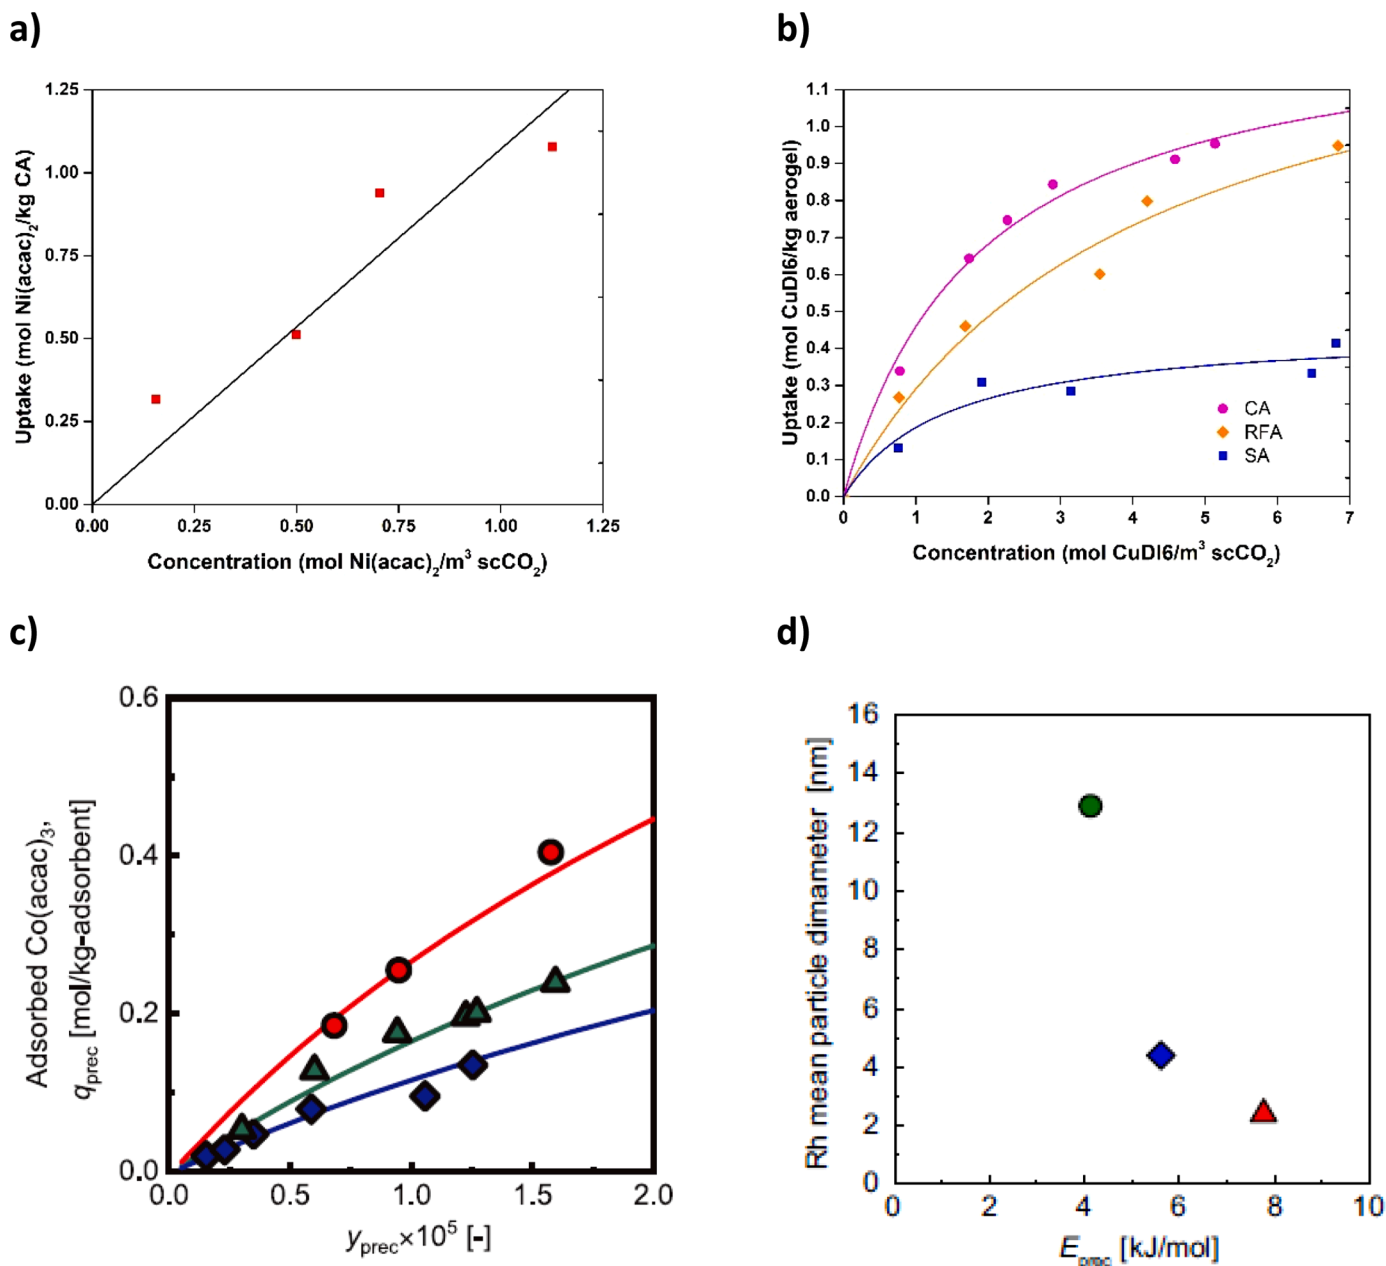 a)
1.25
1.00
0.75
0.50
0.25
0.00
0.00 0.25 0.50 0.75 1.00 1.25
Uptake (mol Ni(acac)₂/kg CA)
Concentration (mol Ni(acac)₂/m³ scCO₂)
b)
1.1
1.0
0.9
0.8
0.7
0.6
0.5
0.4
0.3
0.2
0.1
0.0
0 1 2 3 4 5 6 7
Uptake (mol CuDI6/kg aerogel)
CA
RFA
SA
Concentration (mol CuDI6/m³ scCO₂)
c)
0.6
0.4
0.2
0.0
0.0 0.5 1.0 1.5 2.0
Adsorbed Co(acac)₃,
qprec [mol/kg-adsorbent]
yprec×10⁵ [-]
d)
16
14
12
10
8
6
4
2
0
0 2 4 6 8 10
Rh mean particle dimameter [nm]
Eprec [kJ/mol]